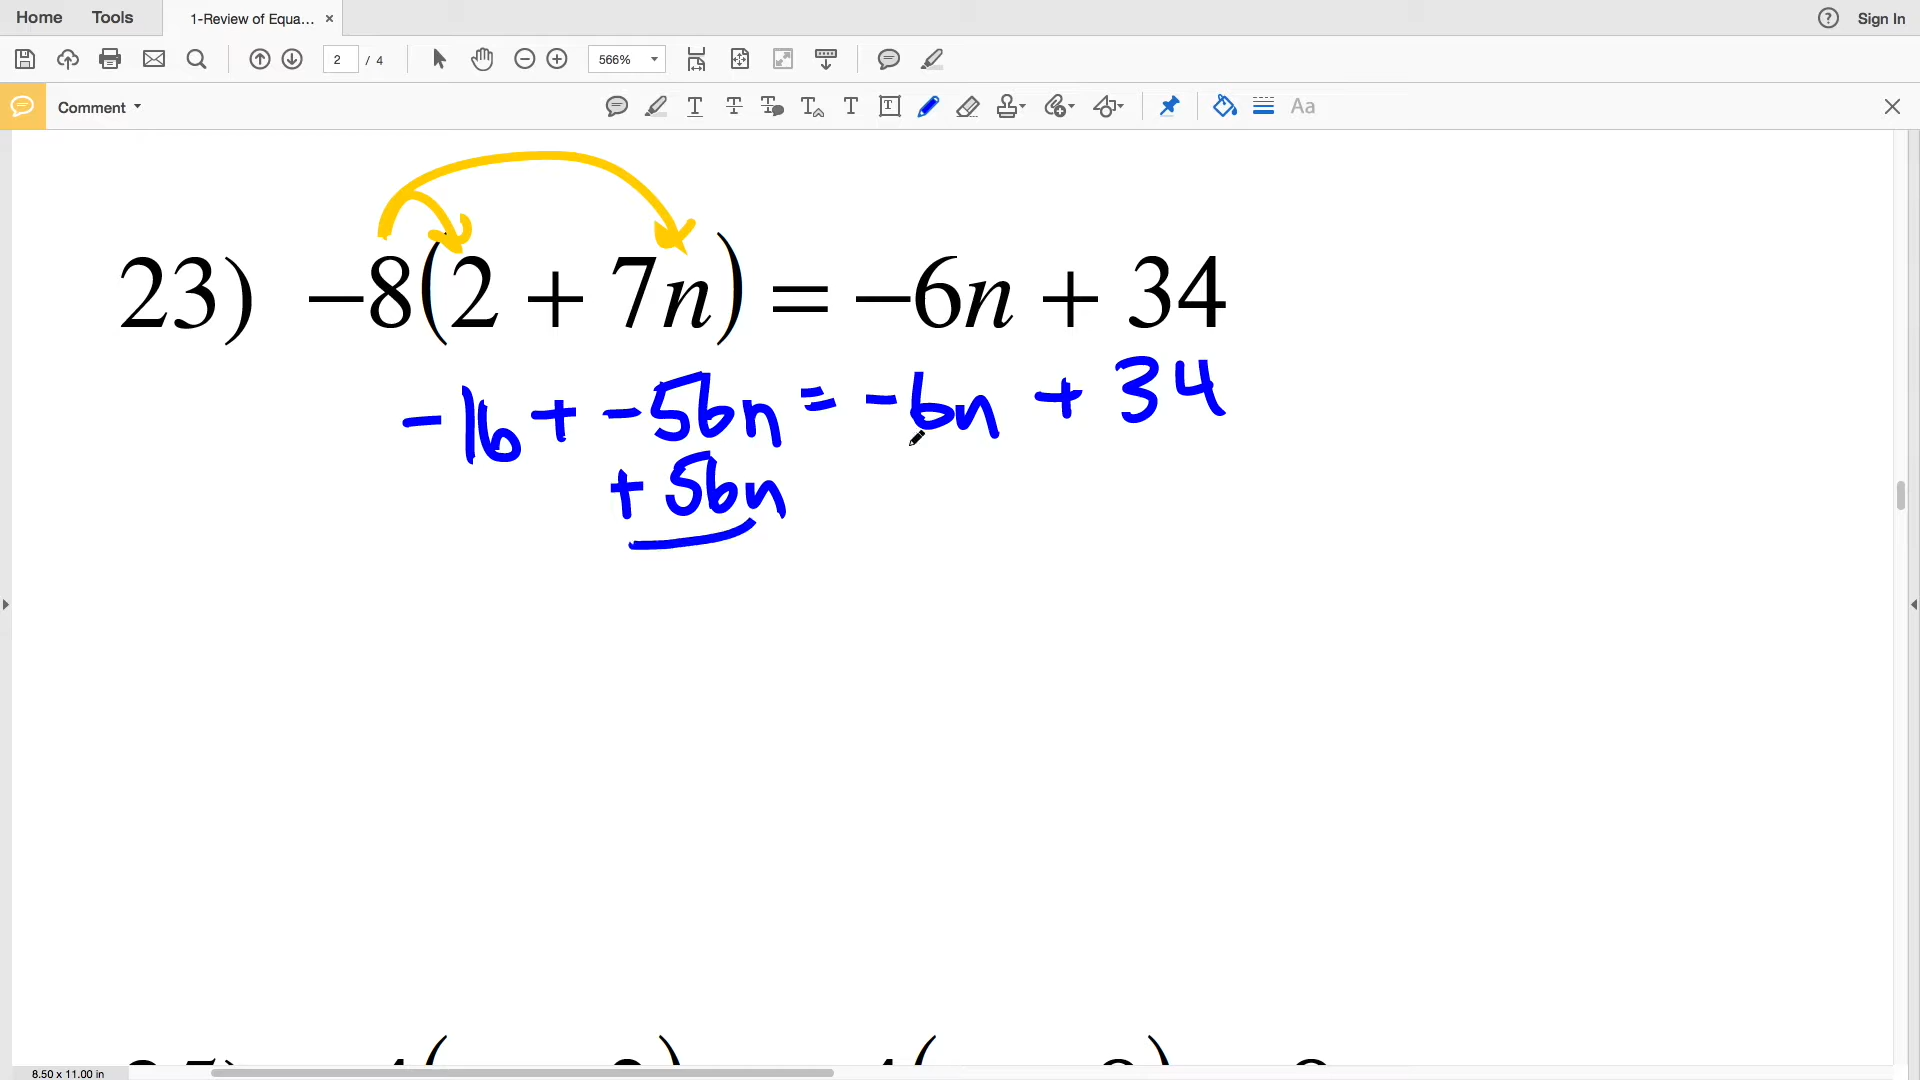 Home Tools 1-Review of Equa... × Sign In
2 / 4 566%
Comment Aa
23) −8(2 + 7n) = −6n + 34
-16 + -56n = -6n + 34
+ 56n
8.50 x 11.00 in